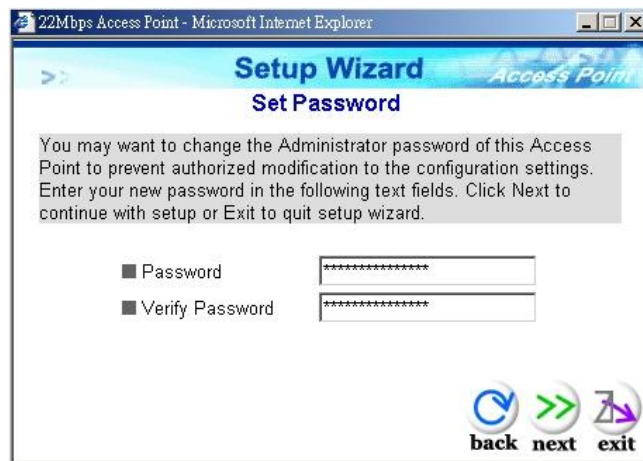 22Mbps Access Point - Microsoft Internet Explorer
Setup Wizard
Access Point
Set Password
You may want to change the Administrator password of this Access
Point to prevent authorized modification to the configuration settings.
Enter your new password in the following text fields. Click Next to
continue with setup or Exit to quit setup wizard.
Password ***************
Verify Password ***************
back next exit